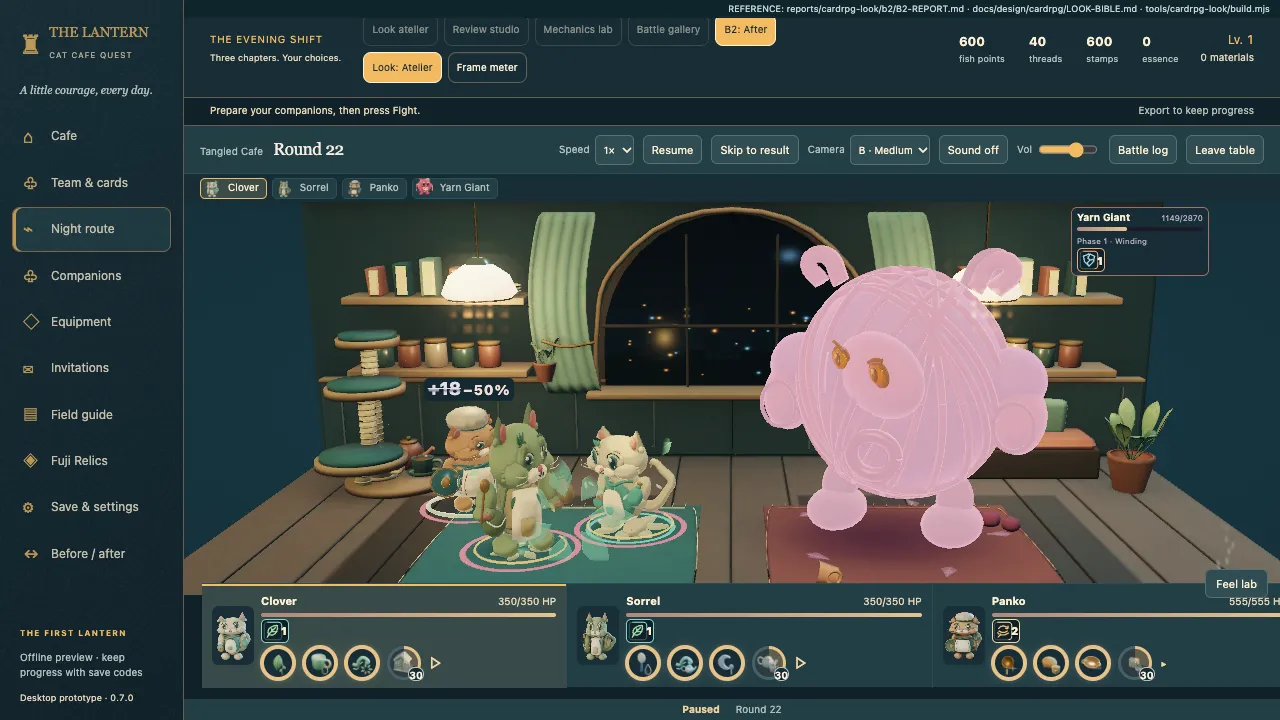 REFERENCE: reports/cardrpg-look/b2/B2-REPORT.md · docs/design/cardrpg/LOOK-BIBLE.md · tools/cardrpg-look/build.mjs
THE LANTERN
CAT CAFE QUEST
A little courage, every day.
Cafe
Team & cards
Night route
Companions
Equipment
Invitations
Field guide
Fuji Relics
Save & settings
Before / after
THE FIRST LANTERN
Offline preview · keep
progress with save codes
Desktop prototype · 0.7.0
THE EVENING SHIFT
Three chapters. Your choices.
Look atelier
Review studio
Mechanics lab
Battle gallery
B2: After
Look: Atelier
Frame meter
600
fish points
40
threads
600
stamps
0
essence
Lv. 1
0 materials
Prepare your companions, then press Fight.
Export to keep progress
Tangled Cafe
Round 22
Speed
1x
Resume
Skip to result
Camera
B · Medium
Sound off
Vol
Battle log
Leave table
Clover
Sorrel
Panko
Yarn Giant
Yarn Giant
1149/2870
Phase 1 · Winding
1
+18 −50%
Feel lab
Clover
350/350 HP
1
30
Sorrel
350/350 HP
1
30
Panko
555/555 H
2
30
Paused
Round 22